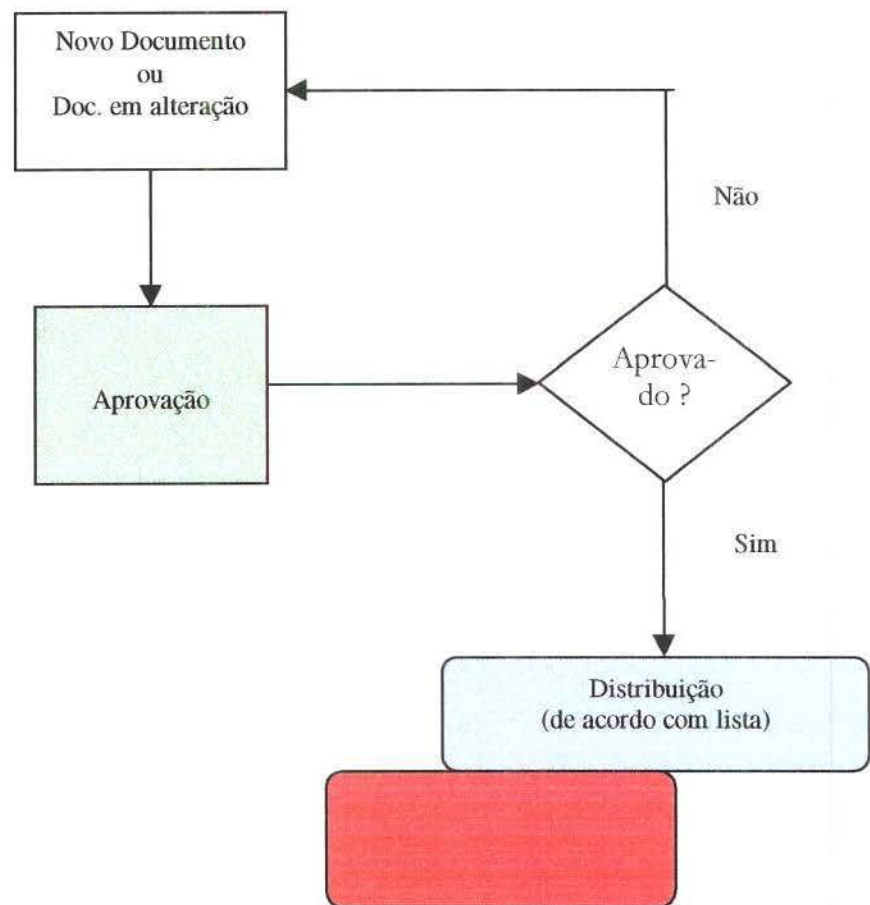 Novo Documento
ou
Doc. em alteração
Não
Aprovação
Aprova-
do ?
Sim
Distribuição
(de acordo com lista)